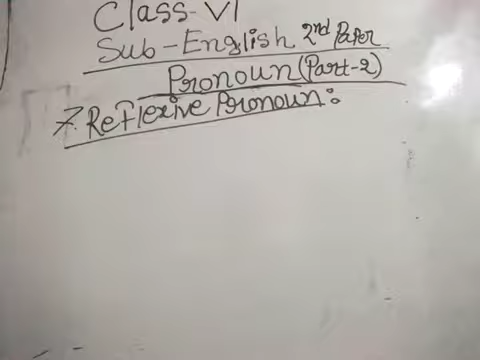 Class-VI
Sub-English 2nd Paper
Pronoun (Part-2)
7. Reflexive Pronoun: